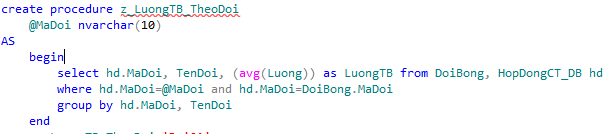 create procedure z_LuongTB_TheoDoi
@MaDoi nvarchar(10)
AS
begin
select hd.MaDoi, TenDoi, (avg(Luong)) as LuongTB from DoiBong, HopDongCT_DB hd
where hd.MaDoi=@MaDoi and hd.MaDoi=DoiBong.MaDoi
group by hd.MaDoi, TenDoi
end